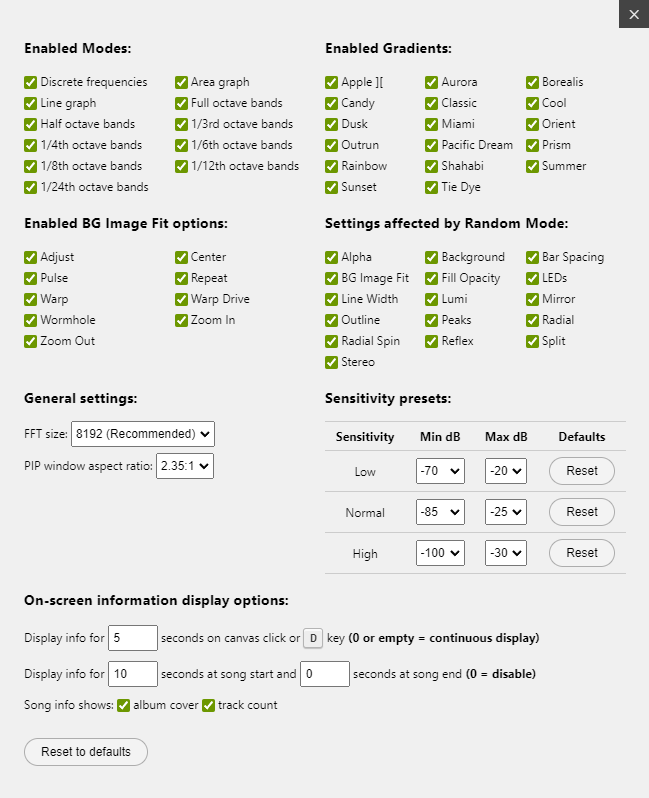 ×
Enabled Modes:
Discrete frequencies Area graph
Line graph Full octave bands
Half octave bands 1/3rd octave bands
1/4th octave bands 1/6th octave bands
1/8th octave bands 1/12th octave bands
1/24th octave bands
Enabled Gradients:
Apple ][ Aurora Borealis
Candy Classic Cool
Dusk Miami Orient
Outrun Pacific Dream Prism
Rainbow Shahabi Summer
Sunset Tie Dye
Enabled BG Image Fit options:
Adjust Center
Pulse Repeat
Warp Warp Drive
Wormhole Zoom In
Zoom Out
Settings affected by Random Mode:
Alpha Background Bar Spacing
BG Image Fit Fill Opacity LEDs
Line Width Lumi Mirror
Outline Peaks Radial
Radial Spin Reflex Split
Stereo
General settings:
FFT size: 8192 (Recommended)
PIP window aspect ratio: 2.35:1
Sensitivity presets:
Sensitivity Min dB Max dB Defaults
Low -70 -20 Reset
Normal -85 -25 Reset
High -100 -30 Reset
On-screen information display options:
Display info for 5 seconds on canvas click or D key (0 or empty = continuous display)
Display info for 10 seconds at song start and 0 seconds at song end (0 = disable)
Song info shows: album cover track count
Reset to defaults